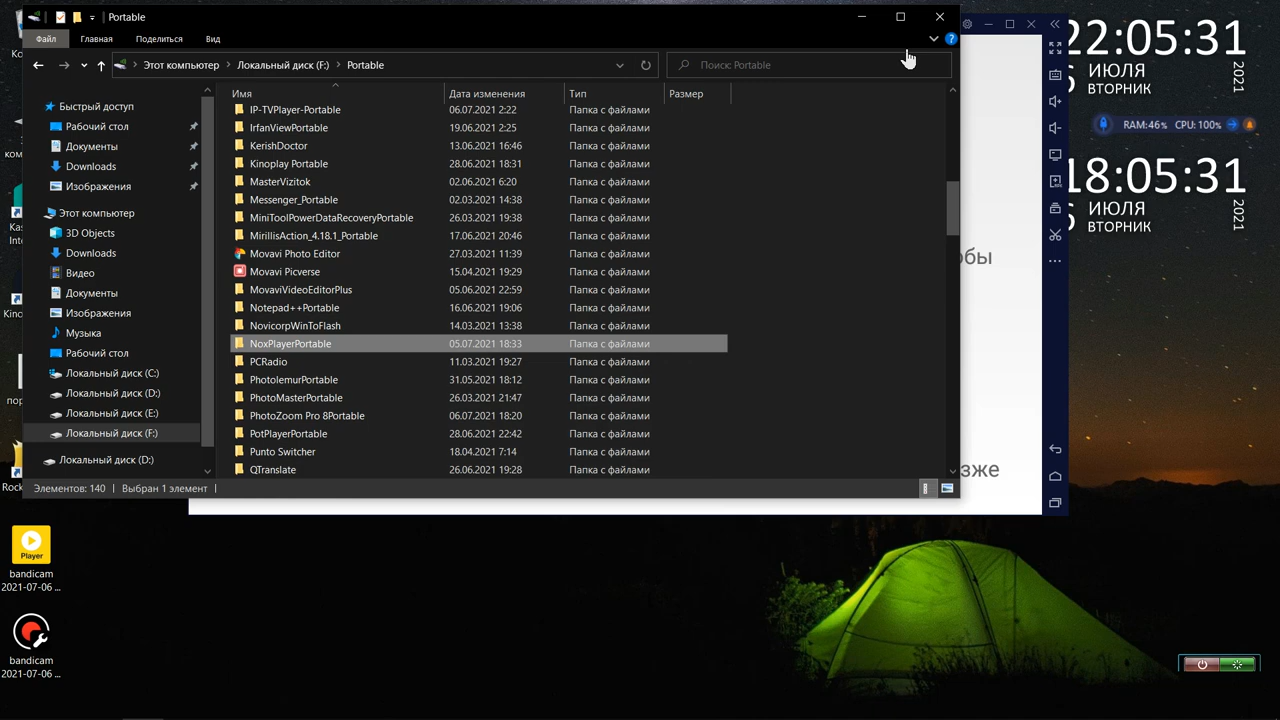 Portable
Файл Главная Поделиться Вид
Этот компьютер Локальный диск (F:) Portable
Поиск: Portable
Имя Дата изменения Тип Размер
IP-TVPlayer-Portable 06.07.2021 2:22 Папка с файлами
IrfanViewPortable 19.06.2021 2:25 Папка с файлами
KerishDoctor 13.06.2021 16:46 Папка с файлами
Kinoplay Portable 28.06.2021 18:31 Папка с файлами
MasterVizitok 02.06.2021 6:20 Папка с файлами
Messenger_Portable 02.03.2021 14:38 Папка с файлами
MiniToolPowerDataRecoveryPortable 26.03.2021 19:38 Папка с файлами
MirillisAction_4.18.1_Portable 17.06.2021 20:46 Папка с файлами
Movavi Photo Editor 27.03.2021 11:39 Папка с файлами
Movavi Picverse 15.04.2021 19:29 Папка с файлами
MovaviVideoEditorPlus 05.06.2021 22:59 Папка с файлами
Notepad++Portable 16.06.2021 19:06 Папка с файлами
NovicorpWinToFlash 14.03.2021 13:38 Папка с файлами
NoxPlayerPortable 05.07.2021 18:33 Папка с файлами
PCRadio 11.03.2021 19:27 Папка с файлами
PhotolemurPortable 31.05.2021 18:12 Папка с файлами
PhotoMasterPortable 26.03.2021 21:47 Папка с файлами
PhotoZoom Pro 8Portable 06.07.2021 18:20 Папка с файлами
PotPlayerPortable 28.06.2021 22:42 Папка с файлами
Punto Switcher 18.04.2021 7:14 Папка с файлами
QTranslate 26.06.2021 19:28 Папка с файлами
Быстрый доступ
Рабочий стол
Документы
Downloads
Изображения
Этот компьютер
3D Objects
Downloads
Видео
Документы
Изображения
Музыка
Рабочий стол
Локальный диск (C:)
Локальный диск (D:)
Локальный диск (E:)
Локальный диск (F:)
Локальный диск (D:)
Элементов: 140 Выбран 1 элемент
22:05:31
ИЮЛЯ
ВТОРНИК
2021
RAM:46% CPU:100%
18:05:31
ИЮЛЯ
ВТОРНИК
2021
обы
зже
Player
bandicam
2021-07-06 ...
bandicam
2021-07-06 ...